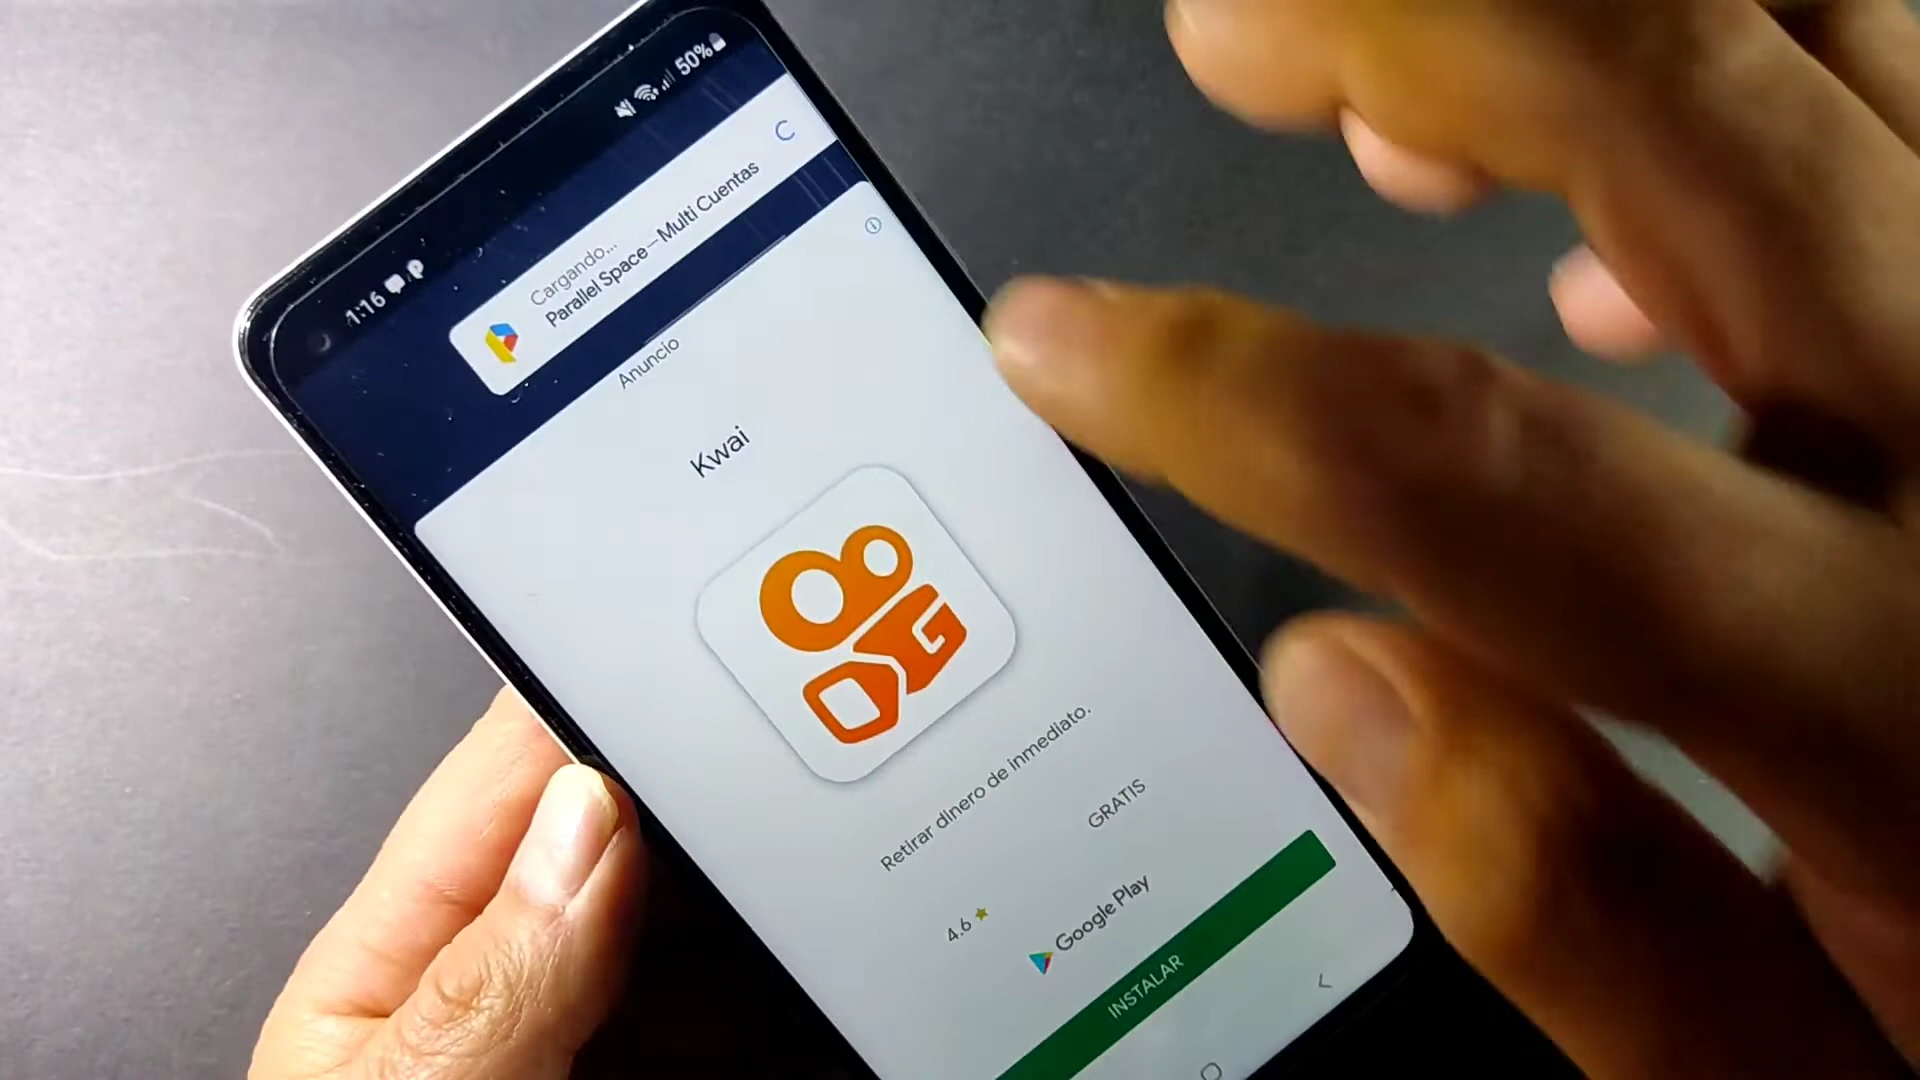 1:16
50%
Cargando...
Parallel Space—Multi Cuentas
Anuncio
Kwai
Retirar dinero de inmediato.
4.6
GRATIS
Google Play
INSTALAR